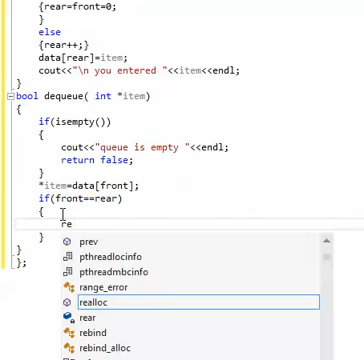 {rear=front=0;
}
else
{rear++;}
data[rear]=item;
cout<<"\n you entered "<<item<<endl;
}
bool dequeue( int *item)
{
if(isempty())
{
cout<<"queue is empty "<<endl;
return false;
}
*item=data[front];
if(front==rear)
{
re
}
}
};
prev
pthreadlocinfo
pthreadmbcinfo
range_error
realloc
rear
rebind
rebind_alloc